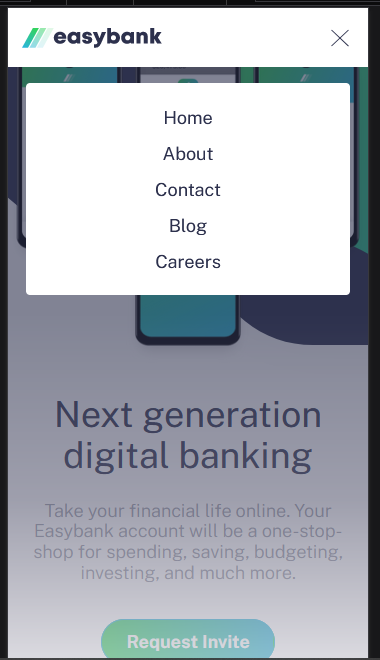 easybank
Home
About
Contact
Blog
Careers
Next generation
digital banking
Take your financial life online. Your
Easybank account will be a one-stop-
shop for spending, saving, budgeting,
investing, and much more.
Request Invite